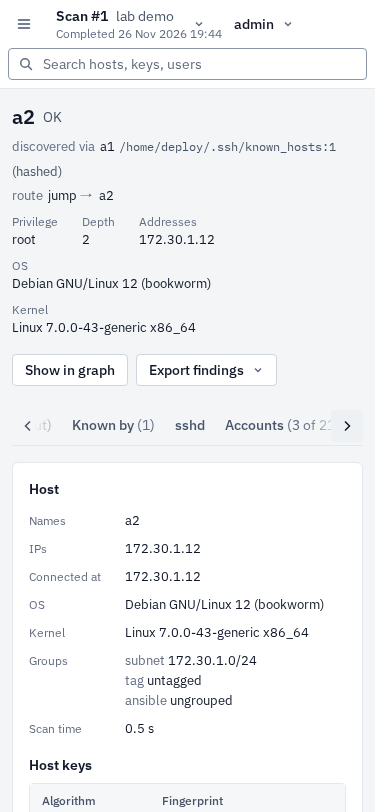 Scan #1 lab demo
Completed 26 Nov 2026 19:44
admin
Search hosts, keys, users
a2 OK
discovered via a1 /home/deploy/.ssh/known_hosts:1
(hashed)
route jump → a2
Privilege Depth Addresses
root 2 172.30.1.12
OS
Debian GNU/Linux 12 (bookworm)
Kernel
Linux 7.0.0-43-generic x86_64
Show in graph Export findings
Known by (1) sshd Accounts (3 of 21
Host
Names a2
IPs 172.30.1.12
Connected at 172.30.1.12
OS Debian GNU/Linux 12 (bookworm)
Kernel Linux 7.0.0-43-generic x86_64
Groups subnet 172.30.1.0/24
tag untagged
ansible ungrouped
Scan time 0.5 s
Host keys
Algorithm Fingerprint